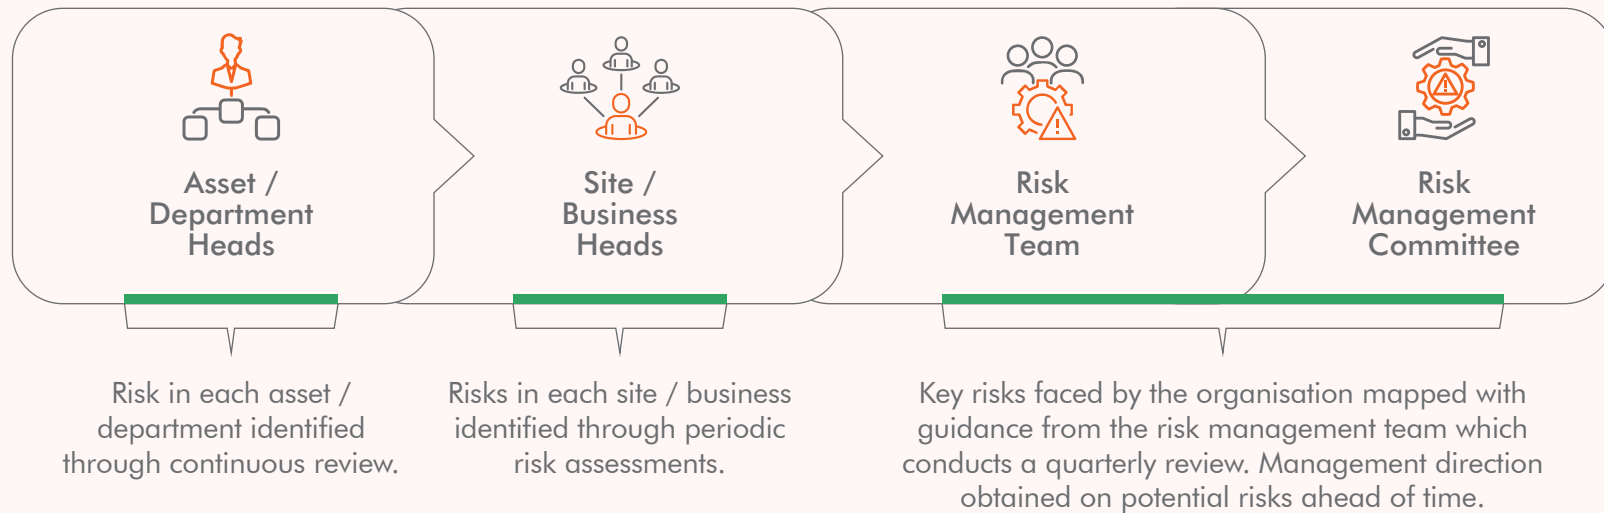 Asset /
Department
Heads
Site /
Business
Heads
Risk
Management
Team
Risk
Management
Committee
Risk in each asset /
department identified
through continuous review.
Risks in each site / business
identified through periodic
risk assessments.
Key risks faced by the organisation mapped with
guidance from the risk management team which
conducts a quarterly review. Management direction
obtained on potential risks ahead of time.